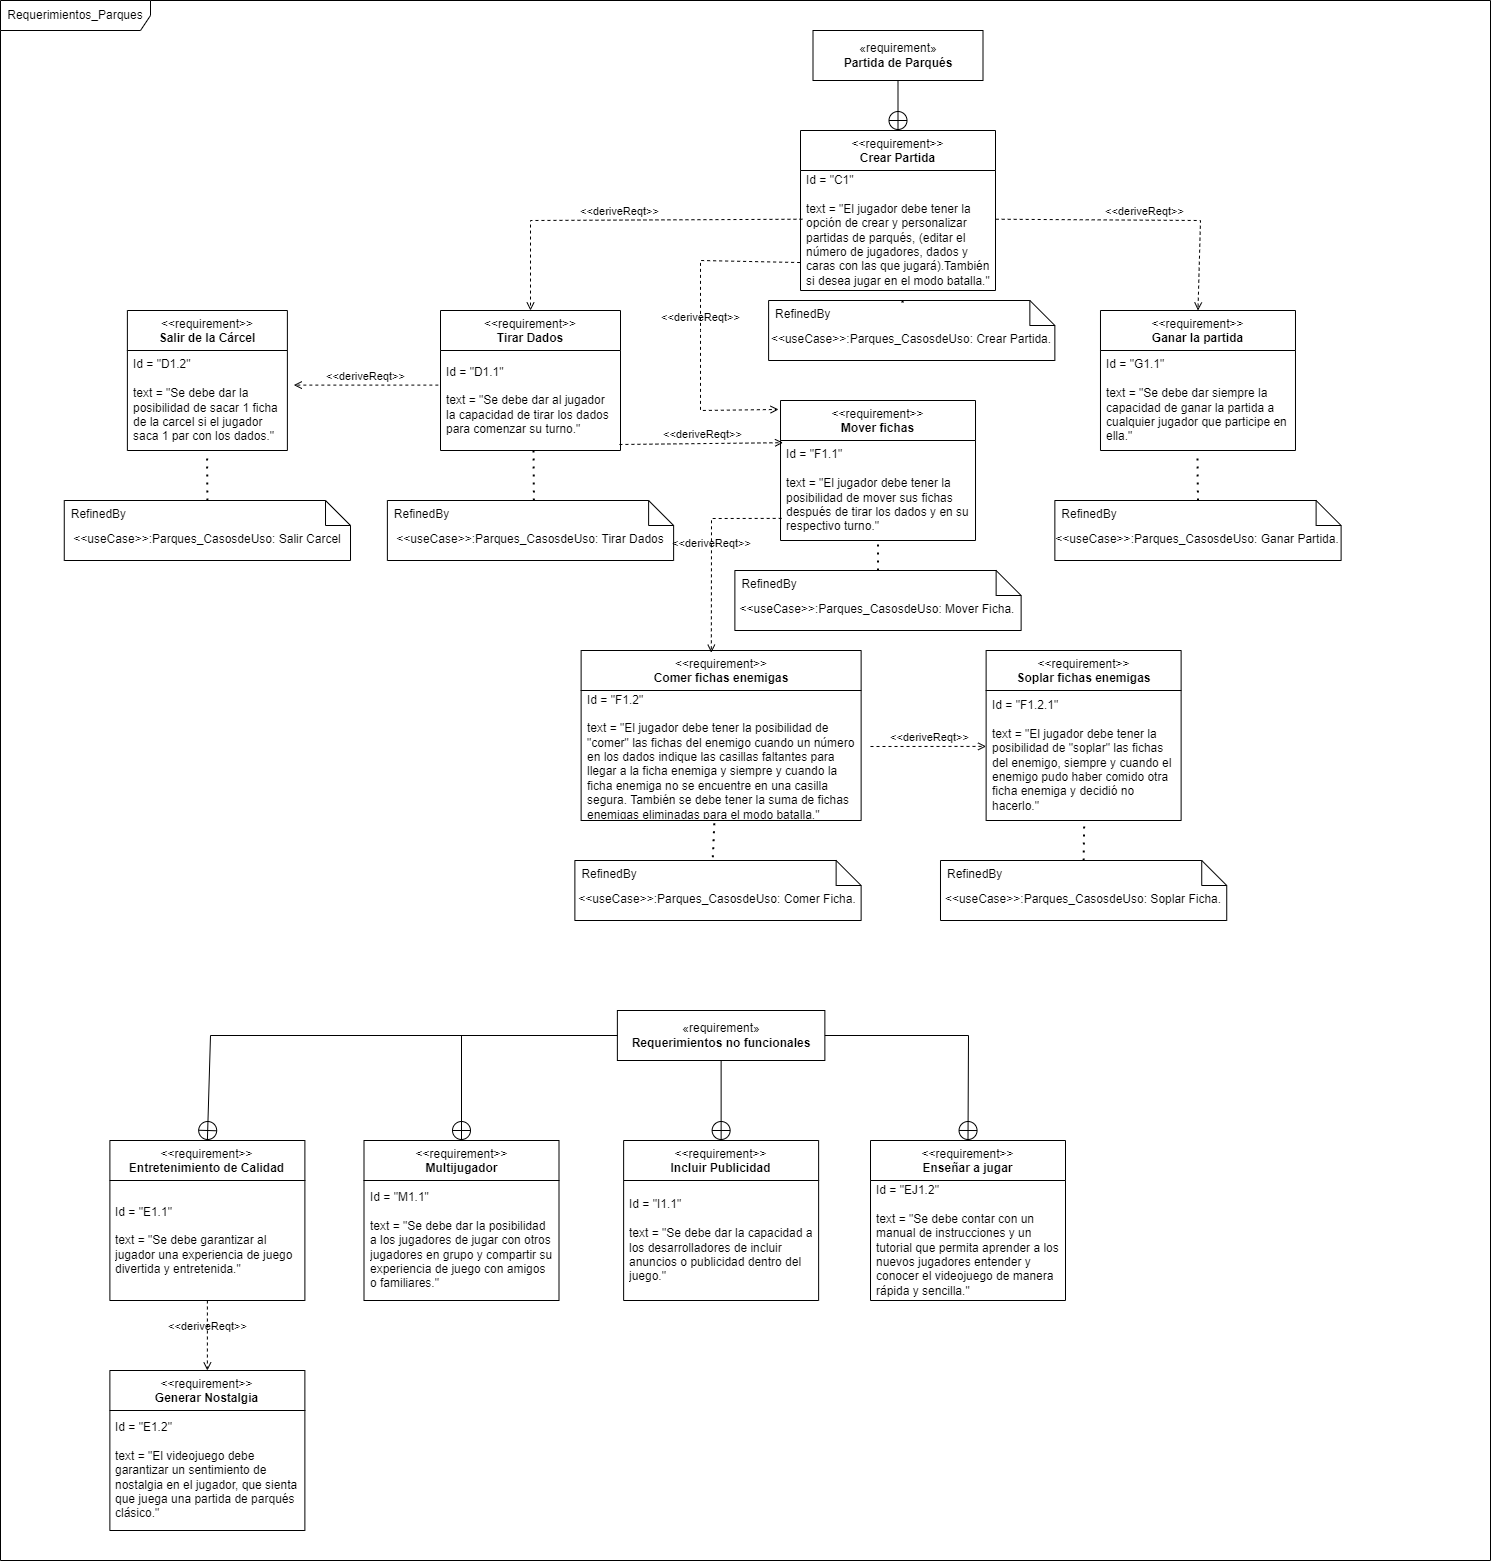 Requerimientos_Parques
«requirement»
Partida de Parqués
<<requirement>>
Crear Partida
Id = "C1"
text = "El jugador debe tener la
opción de crear y personalizar
partidas de parqués, (editar el
número de jugadores, dados y
caras con las que jugará).También
si desea jugar en el modo batalla."
<<deriveReqt>>
<<deriveReqt>>
<<deriveReqt>>
RefinedBy
<<useCase>>:Parques_CasosdeUso: Crear Partida.
<<requirement>>
Salir de la Cárcel
Id = "D1.2"
text = "Se debe dar la
posibilidad de sacar 1 ficha
de la carcel si el jugador
saca 1 par con los dados."
<<deriveReqt>>
<<requirement>>
Tirar Dados
Id = "D1.1"
text = "Se debe dar al jugador
la capacidad de tirar los dados
para comenzar su turno."
<<deriveReqt>>
<<requirement>>
Mover fichas
Id = "F1.1"
text = "El jugador debe tener la
posibilidad de mover sus fichas
después de tirar los dados y en su
respectivo turno."
<<requirement>>
Ganar la partida
Id = "G1.1"
text = "Se debe dar siempre la
capacidad de ganar la partida a
cualquier jugador que participe en
ella."
RefinedBy
<<useCase>>:Parques_CasosdeUso: Salir Carcel
RefinedBy
<<useCase>>:Parques_CasosdeUso: Tirar Dados
<<deriveReqt>>
RefinedBy
<<useCase>>:Parques_CasosdeUso: Ganar Partida.
RefinedBy
<<useCase>>:Parques_CasosdeUso: Mover Ficha.
<<requirement>>
Comer fichas enemigas
Id = "F1.2"
text = "El jugador debe tener la posibilidad de
"comer" las fichas del enemigo cuando un número
en los dados indique las casillas faltantes para
llegar a la ficha enemiga y siempre y cuando la
ficha enemiga no se encuentre en una casilla
segura. También se debe tener la suma de fichas
enemigas eliminadas para el modo batalla."
<<deriveReqt>>
<<requirement>>
Soplar fichas enemigas
Id = "F1.2.1"
text = "El jugador debe tener la
posibilidad de "soplar" las fichas
del enemigo, siempre y cuando el
enemigo pudo haber comido otra
ficha enemiga y decidió no
hacerlo."
RefinedBy
<<useCase>>:Parques_CasosdeUso: Comer Ficha.
RefinedBy
<<useCase>>:Parques_CasosdeUso: Soplar Ficha.
«requirement»
Requerimientos no funcionales
<<requirement>>
Entretenimiento de Calidad
Id = "E1.1"
text = "Se debe garantizar al
jugador una experiencia de juego
divertida y entretenida."
<<requirement>>
Multijugador
Id = "M1.1"
text = "Se debe dar la posibilidad
a los jugadores de jugar con otros
jugadores en grupo y compartir su
experiencia de juego con amigos
o familiares."
<<requirement>>
Incluir Publicidad
Id = "I1.1"
text = "Se debe dar la capacidad a
los desarrolladores de incluir
anuncios o publicidad dentro del
juego."
<<requirement>>
Enseñar a jugar
Id = "EJ1.2"
text = "Se debe contar con un
manual de instrucciones y un
tutorial que permita aprender a los
nuevos jugadores entender y
conocer el videojuego de manera
rápida y sencilla."
<<deriveReqt>>
<<requirement>>
Generar Nostalgia
Id = "E1.2"
text = "El videojuego debe
garantizar un sentimiento de
nostalgia en el jugador, que sienta
que juega una partida de parqués
clásico."